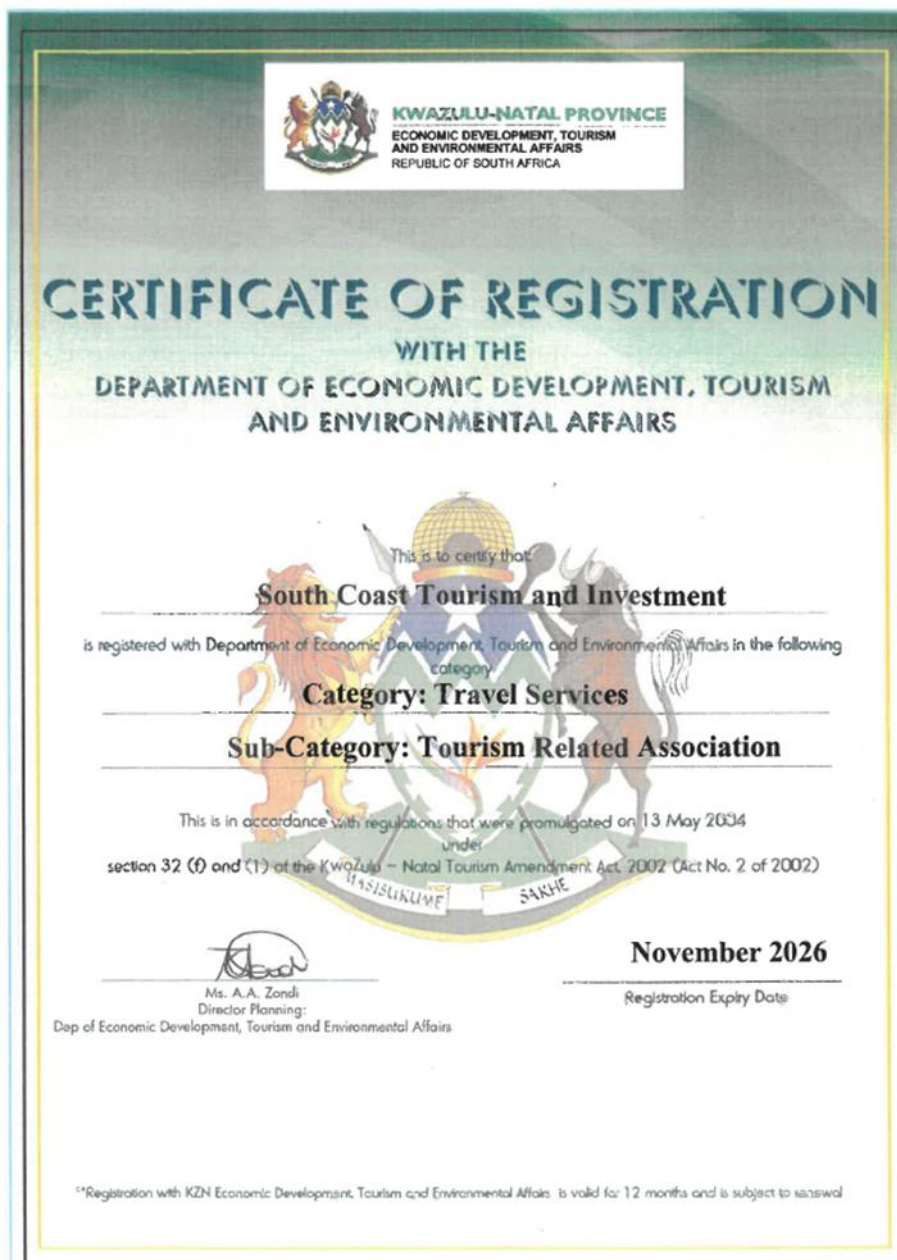 KWAZULU-NATAL PROVINCE
ECONOMIC DEVELOPMENT, TOURISM
AND ENVIRONMENTAL AFFAIRS
REPUBLIC OF SOUTH AFRICA
CERTIFICATE OF REGISTRATION
WITH THE
DEPARTMENT OF ECONOMIC DEVELOPMENT, TOURISM
AND ENVIRONMENTAL AFFAIRS
This is to certify that:
South Coast Tourism and Investment
is registered with Department of Economic Development, Tourism and Environmental Affairs in the following
category
Category: Travel Services
Sub-Category: Tourism Related Association
This is in accordance with regulations that were promulgated on 13 May 2004
under
section 32 (f) and (1) of the KwaZulu – Natal Tourism Amendment Act, 2002 (Act No. 2 of 2002)
MASISUKUME SAKHE
November 2026
Ms. A.A. Zondi
Registration Expiry Date
Director Planning:
Dep of Economic Development, Tourism and Environmental Affairs
**Registration with KZN Economic Development, Tourism and Environmental Affairs is valid for 12 months and is subject to renewal